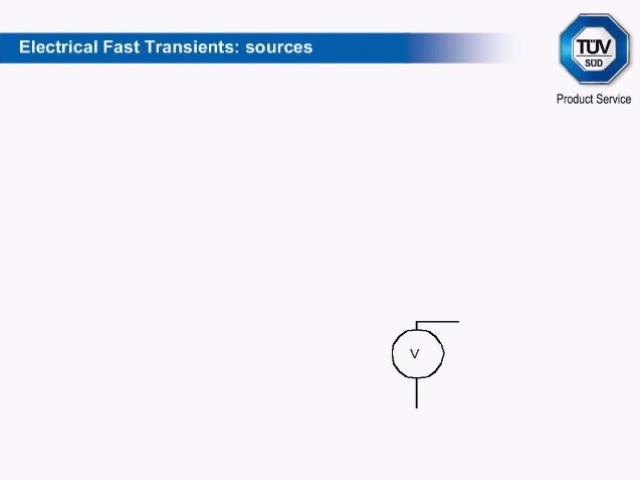 Electrical Fast Transients: sources
TÜV
SÜD
Product Service
V